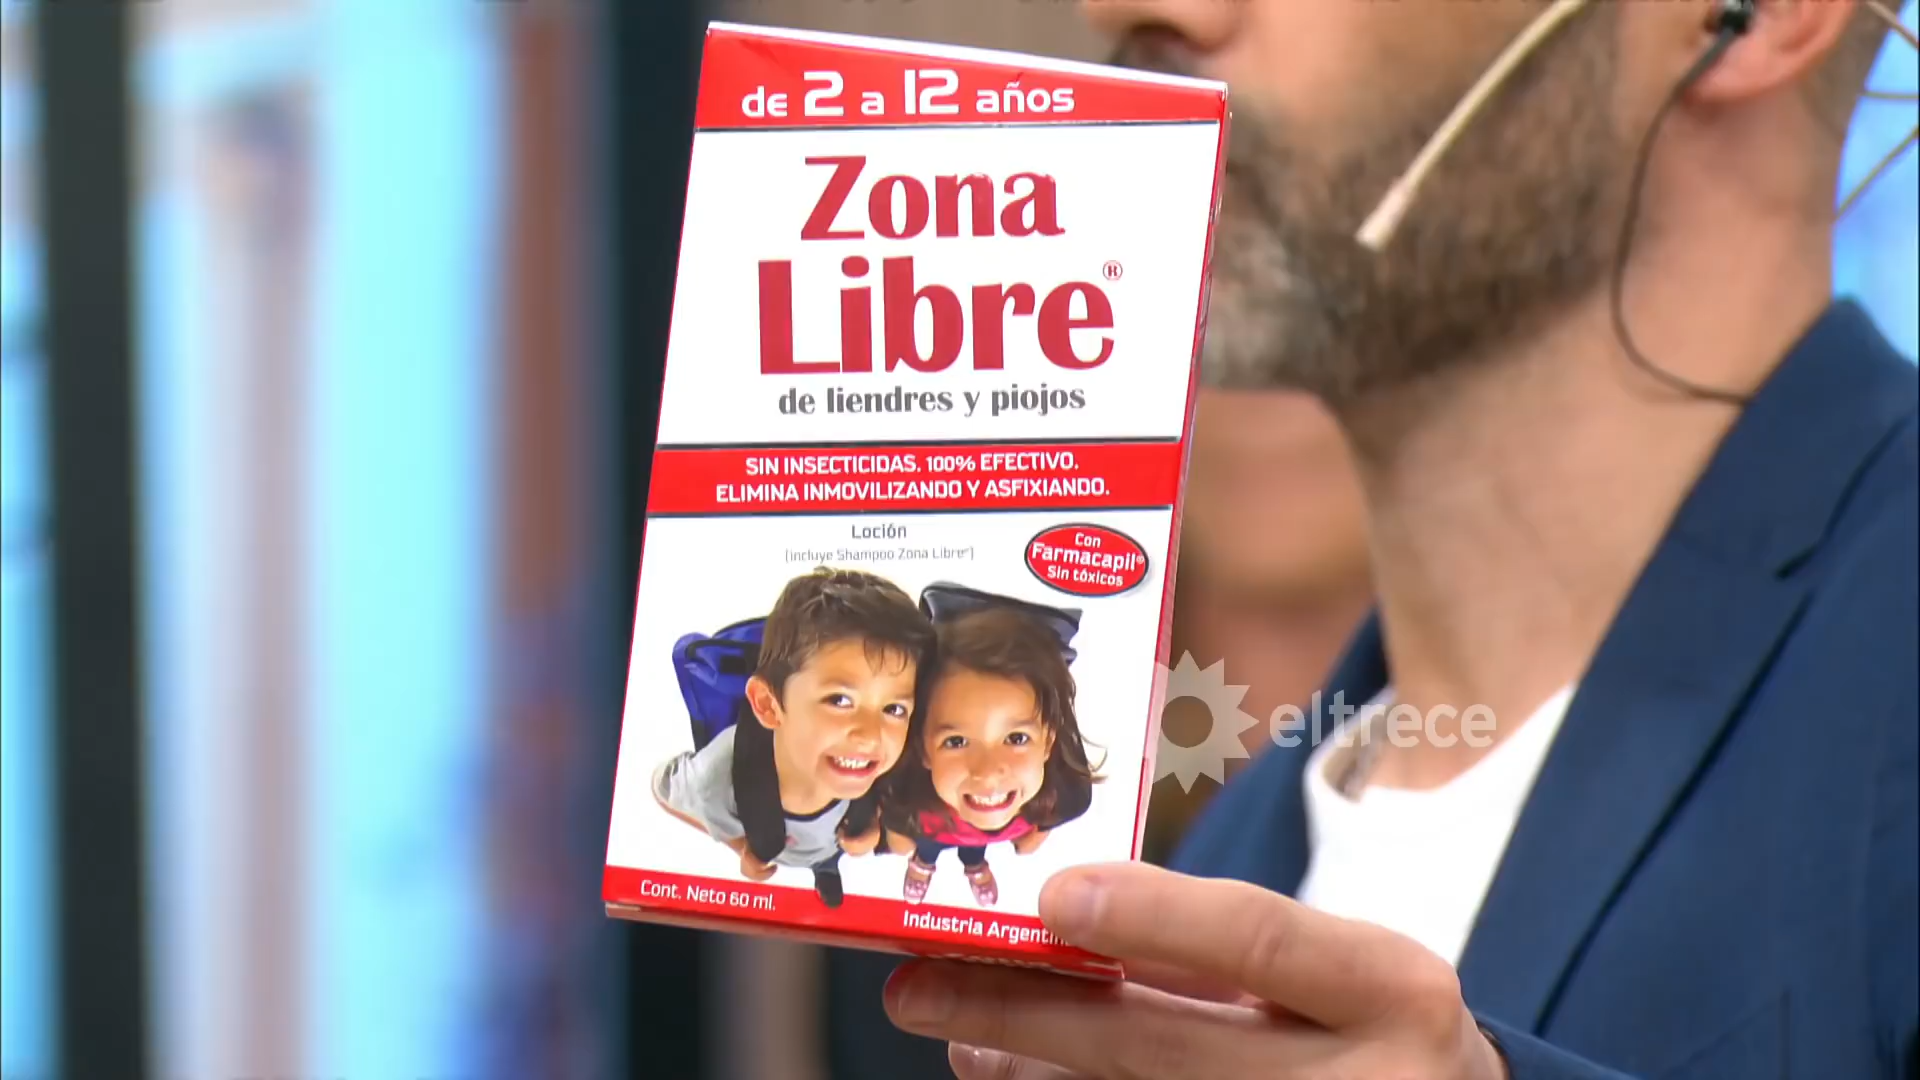 de 2 a 12 años
Zona
Libre®
de liendres y piojos
SIN INSECTICIDAS. 100% EFECTIVO.
ELIMINA INMOVILIZANDO Y ASFIXIANDO.
Loción
(incluye Shampoo Zona Libre®)
Con
Farmacapil®
Sin tóxicos
eltrece
Cont. Neto 60 ml.
Industria